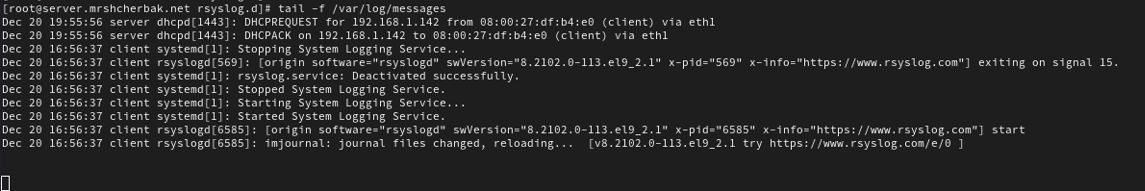 [root@server.mrshcherbak.net rsyslog.d]# tail -f /var/log/messages
Dec 20 19:55:56 server dhcpd[1443]: DHCPREQUEST for 192.168.1.142 from 08:00:27:df:b4:e0 (client) via eth1
Dec 20 19:55:56 server dhcpd[1443]: DHCPACK on 192.168.1.142 to 08:00:27:df:b4:e0 (client) via eth1
Dec 20 16:56:37 client systemd[1]: Stopping System Logging Service...
Dec 20 16:56:37 client rsyslogd[569]: [origin software="rsyslogd" swVersion="8.2102.0-113.el9_2.1" x-pid="569" x-info="https://www.rsyslog.com"] exiting on signal 15.
Dec 20 16:56:37 client systemd[1]: rsyslog.service: Deactivated successfully.
Dec 20 16:56:37 client systemd[1]: Stopped System Logging Service.
Dec 20 16:56:37 client systemd[1]: Starting System Logging Service...
Dec 20 16:56:37 client systemd[1]: Started System Logging Service.
Dec 20 16:56:37 client rsyslogd[6585]: [origin software="rsyslogd" swVersion="8.2102.0-113.el9_2.1" x-pid="6585" x-info="https://www.rsyslog.com"] start
Dec 20 16:56:37 client rsyslogd[6585]: imjournal: journal files changed, reloading...  [v8.2102.0-113.el9_2.1 try https://www.rsyslog.com/e/0 ]